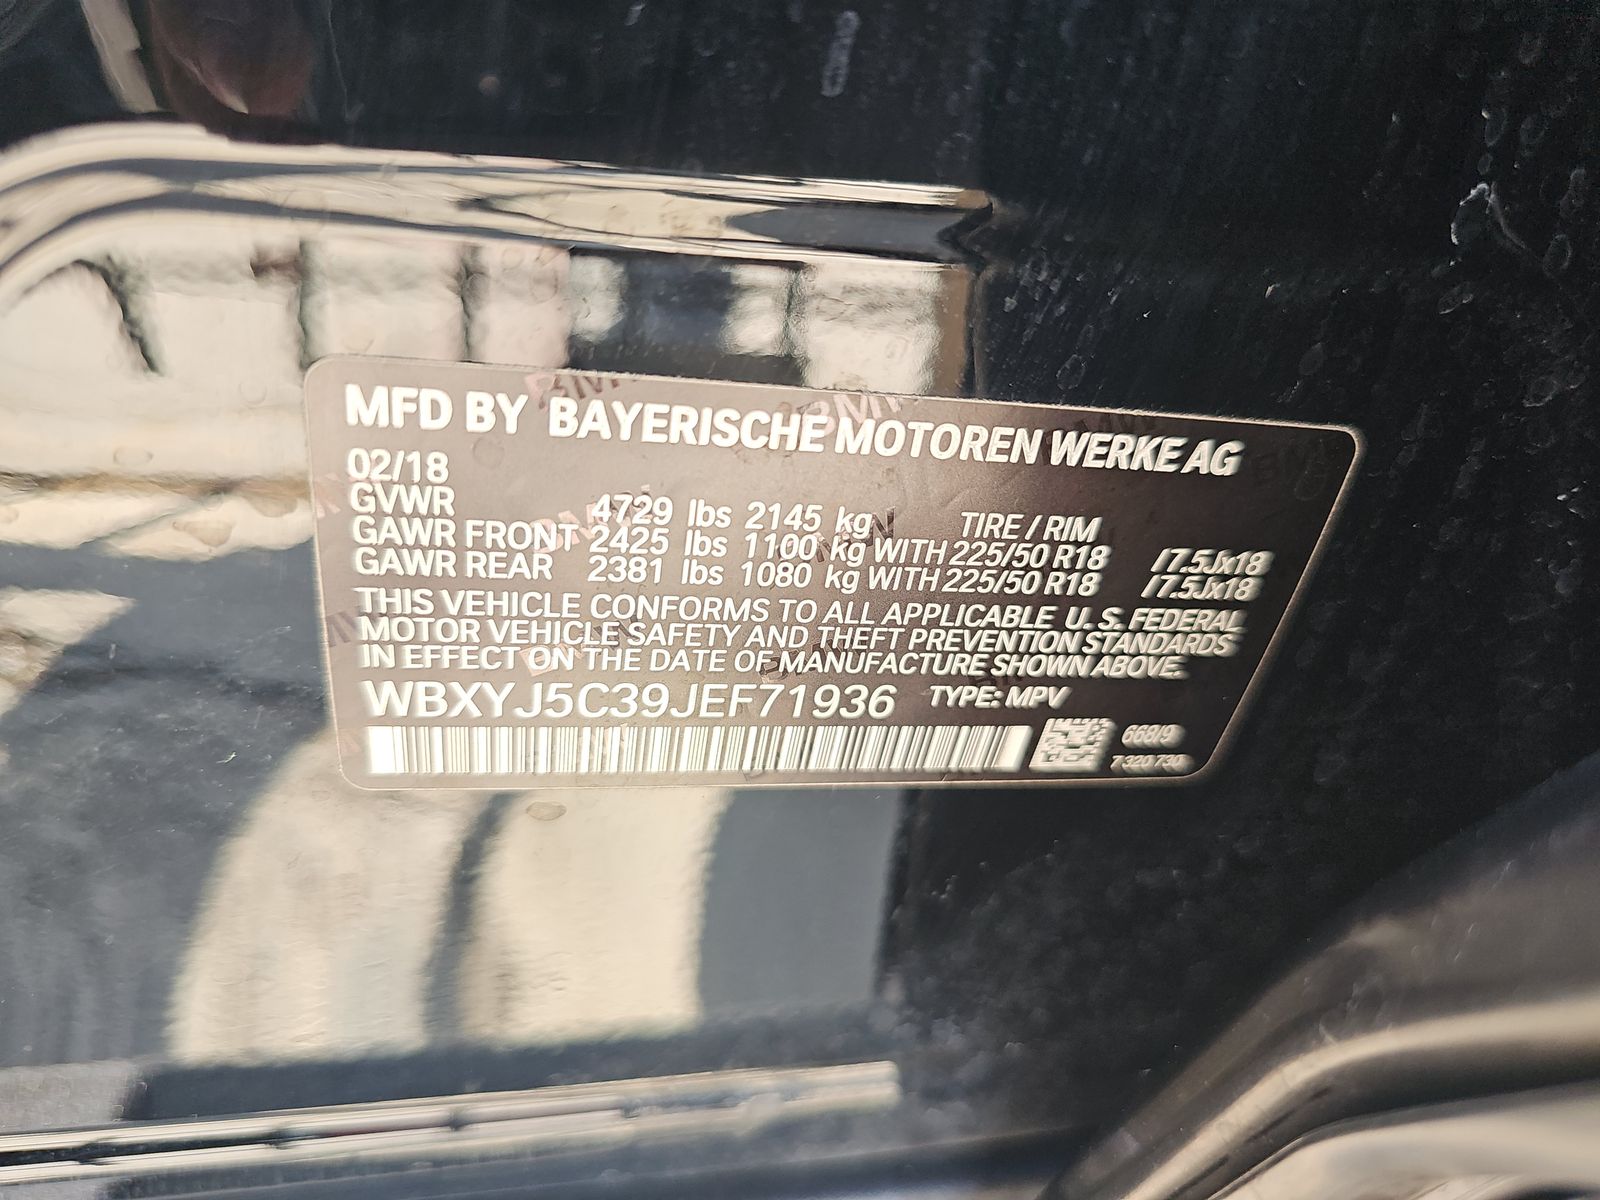 MFD BY BAYERISCHE MOTOREN WERKE AG
02/18
GVWR 4729 lbs 2145 kg TIRE / RIM
GAWR FRONT 2425 lbs 1100 kg WITH 225/50 R18 /7.5Jx18
GAWR REAR 2381 lbs 1080 kg WITH 225/50 R18 /7.5Jx18
THIS VEHICLE CONFORMS TO ALL APPLICABLE U. S. FEDERAL
MOTOR VEHICLE SAFETY AND THEFT PREVENTION STANDARDS
IN EFFECT ON THE DATE OF MANUFACTURE SHOWN ABOVE.
WBXYJ5C39JEF71936 TYPE: MPV
668/9
7 320 730